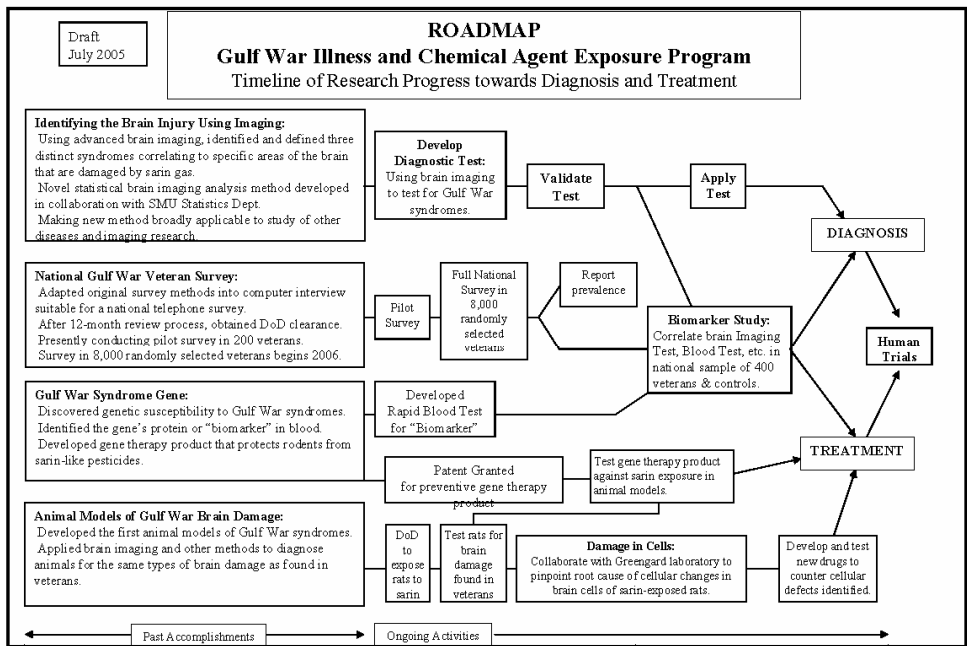 Draft
July 2005
ROADMAP
Gulf War Illness and Chemical Agent Exposure Program
Timeline of Research Progress towards Diagnosis and Treatment
Identifying the Brain Injury Using Imaging:
Using advanced brain imaging, identified and defined three
distinct syndromes correlating to specific areas of the brain
that are damaged by sarin gas.
Novel statistical brain imaging analysis method developed
in collaboration with SMU Statistics Dept.
Making new method broadly applicable to study of other
diseases and imaging research.
Develop
Diagnostic Test:
Using brain imaging
to test for Gulf War
syndromes.
Validate
Test
Apply
Test
DIAGNOSIS
National Gulf War Veteran Survey:
Adapted original survey methods into computer interview
suitable for a national telephone survey.
After 12-month review process, obtained DoD clearance.
Presently conducting pilot survey in 200 veterans.
Survey in 8,000 randomly selected veterans begins 2006.
Pilot
Survey
Full National
Survey in
8,000
randomly
selected
veterans
Report
prevalence
Biomarker Study:
Correlate brain Imaging
Test, Blood Test, etc. in
national sample of 400
veterans & controls.
Human
Trials
Gulf War Syndrome Gene:
Discovered genetic susceptibility to Gulf War syndromes.
Identified the gene's protein or "biomarker" in blood.
Developed gene therapy product that protects rodents from
sarin-like pesticides.
Developed
Rapid Blood Test
for "Biomarker"
TREATMENT
Patent Granted
for preventive gene therapy
product
Test gene therapy product
against sarin exposure in
animal models.
Animal Models of Gulf War Brain Damage:
Developed the first animal models of Gulf War syndromes.
Applied brain imaging and other methods to diagnose
animals for the same types of brain damage as found in
veterans.
DoD
to
expose
rats to
sarin
Test rats for
brain
damage
found in
veterans
Damage in Cells:
Collaborate with Greengard laboratory to
pinpoint root cause of cellular changes in
brain cells of sarin-exposed rats.
Develop and test
new drugs to
counter cellular
defects identified.
Past Accomplishments
Ongoing Activities